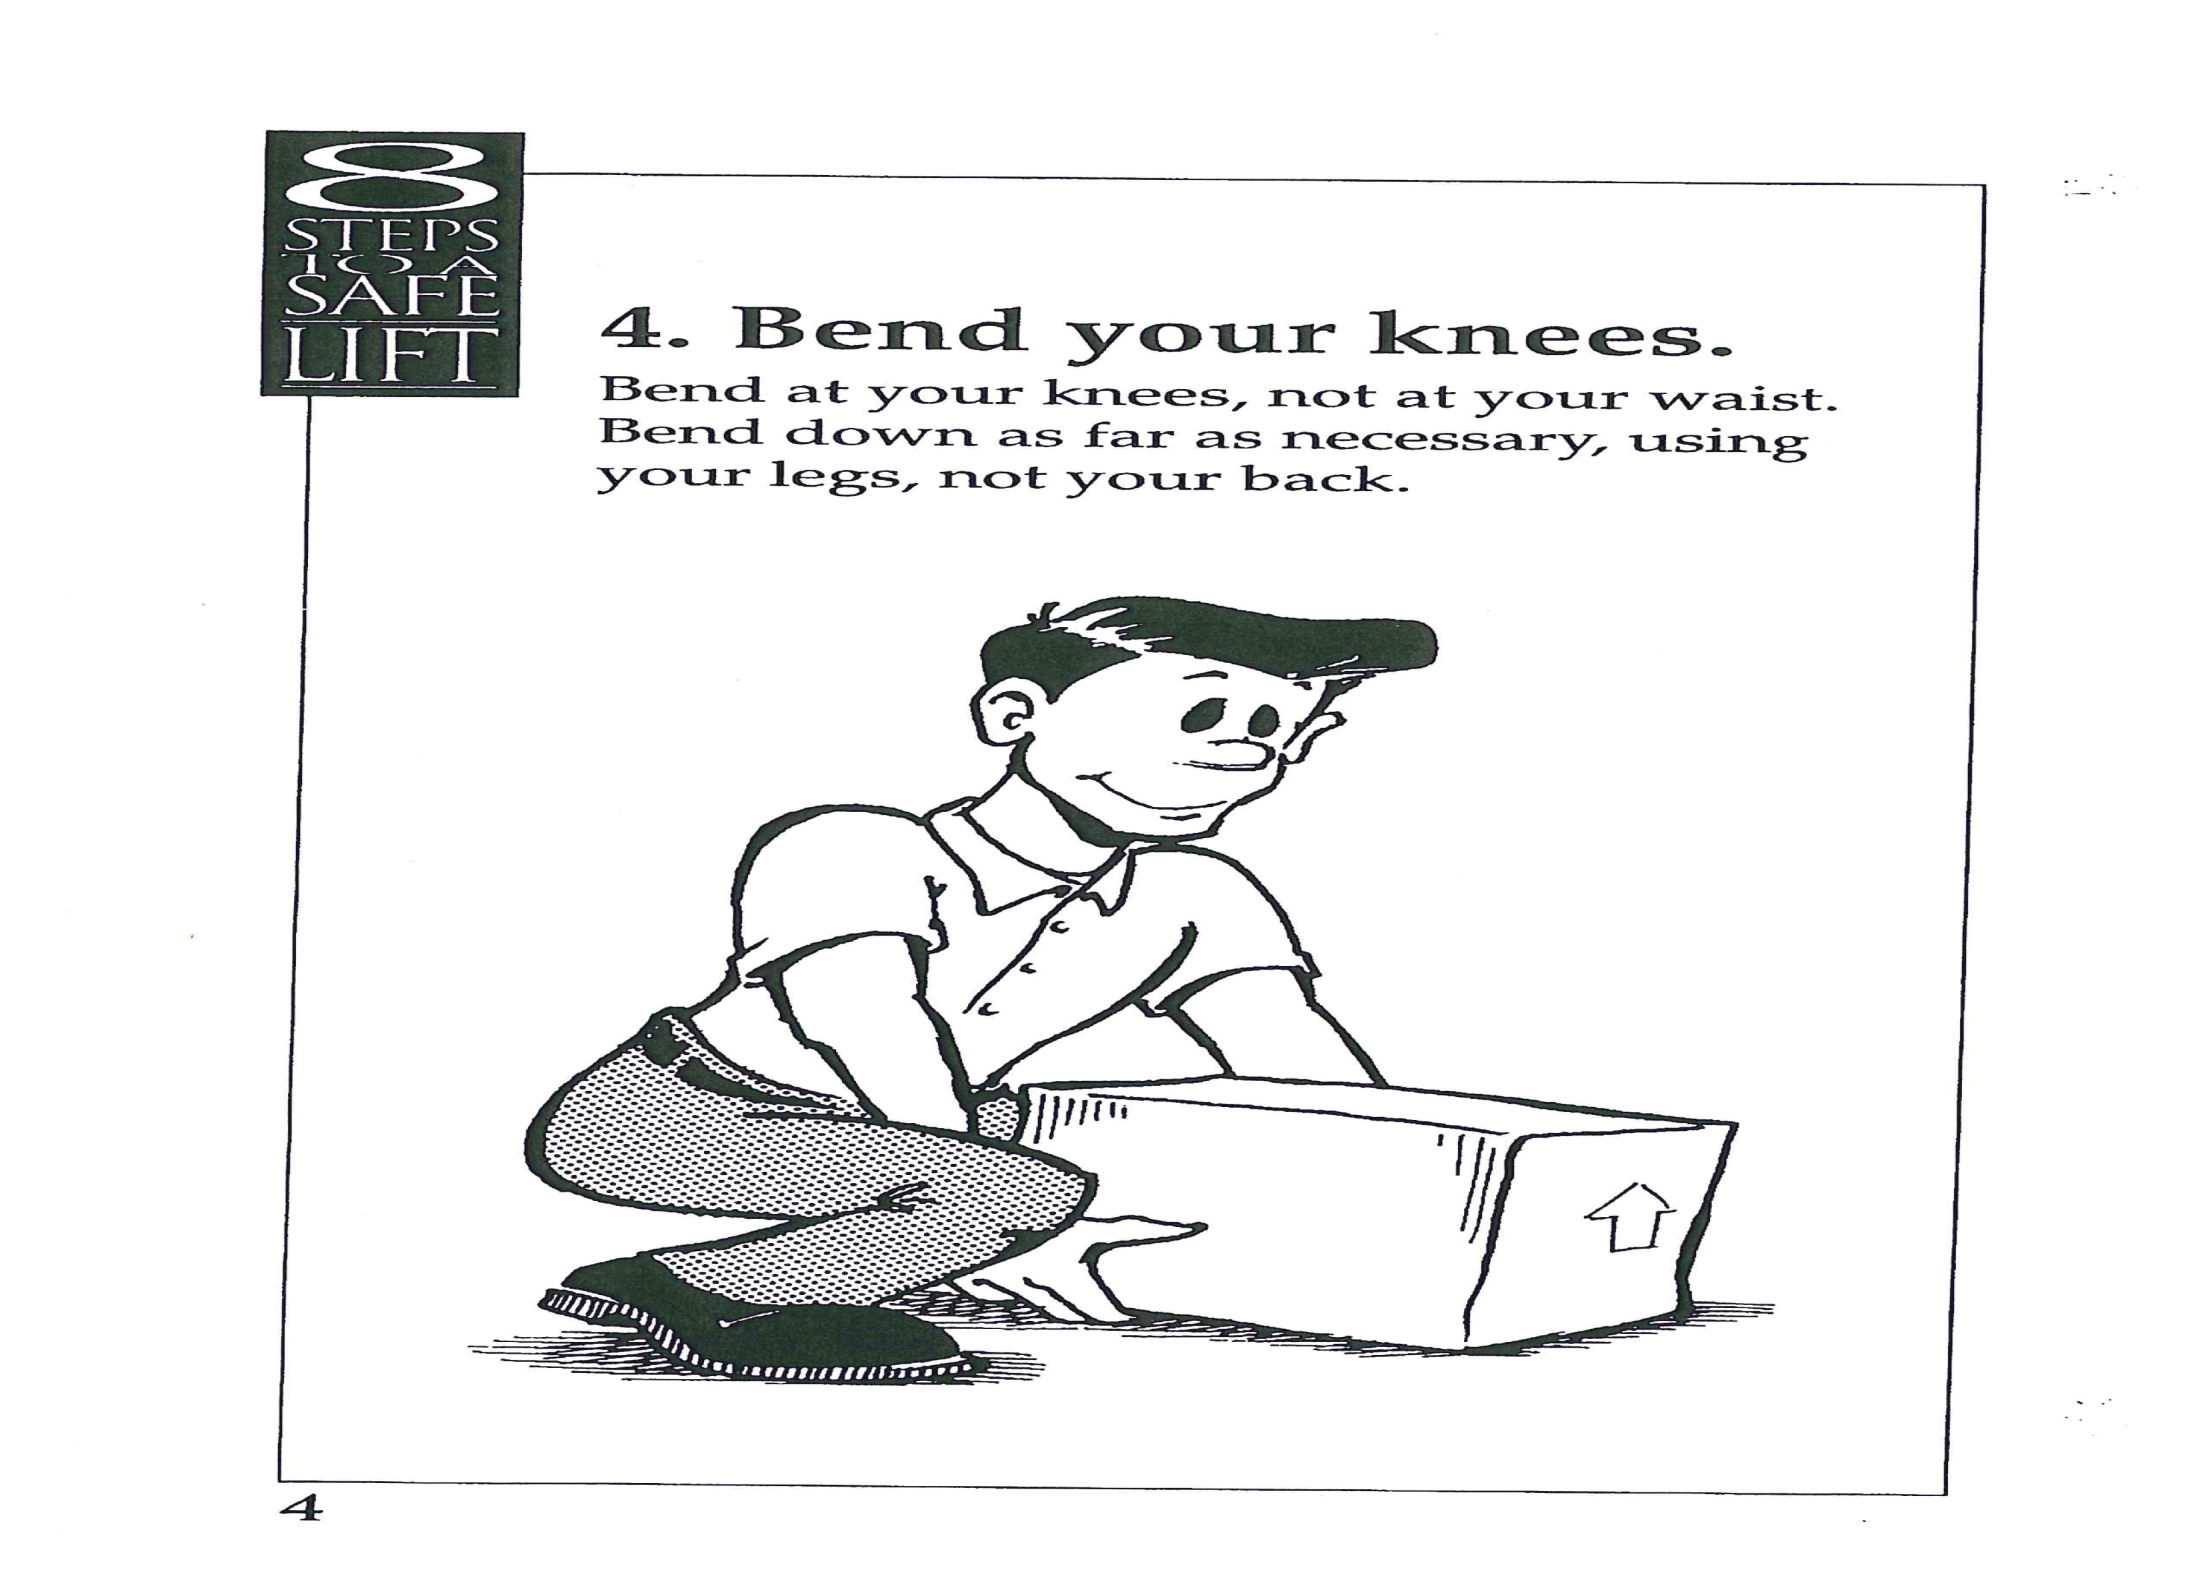 8
STEPS
TO A
SAFE
LIFT
4. Bend your knees.
Bend at your knees, not at your waist.
Bend down as far as necessary, using
your legs, not your back.
4